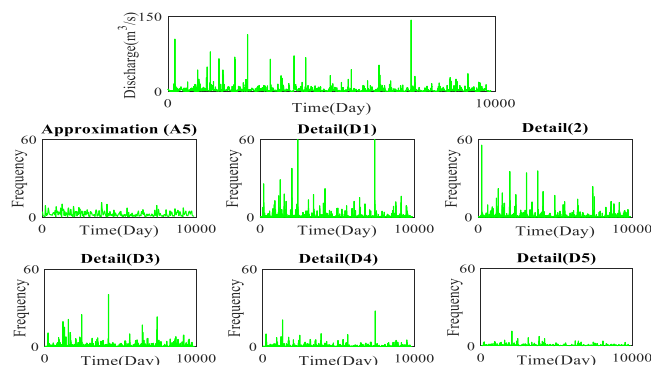 150
Discharge(m³/s)
0
0
10000
Time(Day)
Approximation (A5)
Detail(D1)
Detail(2)
60
60
60
Frequency
Frequency
Frequency
0
0
0
0
10000
0
10000
0
10000
Time(Day)
Time(Day)
Time(Day)
Detail(D3)
Detail(D4)
Detail(D5)
60
60
60
Frequency
Frequency
Frequency
0
0
0
0
10000
0
10000
0
10000
Time(Day)
Time(Day)
Time(Day)